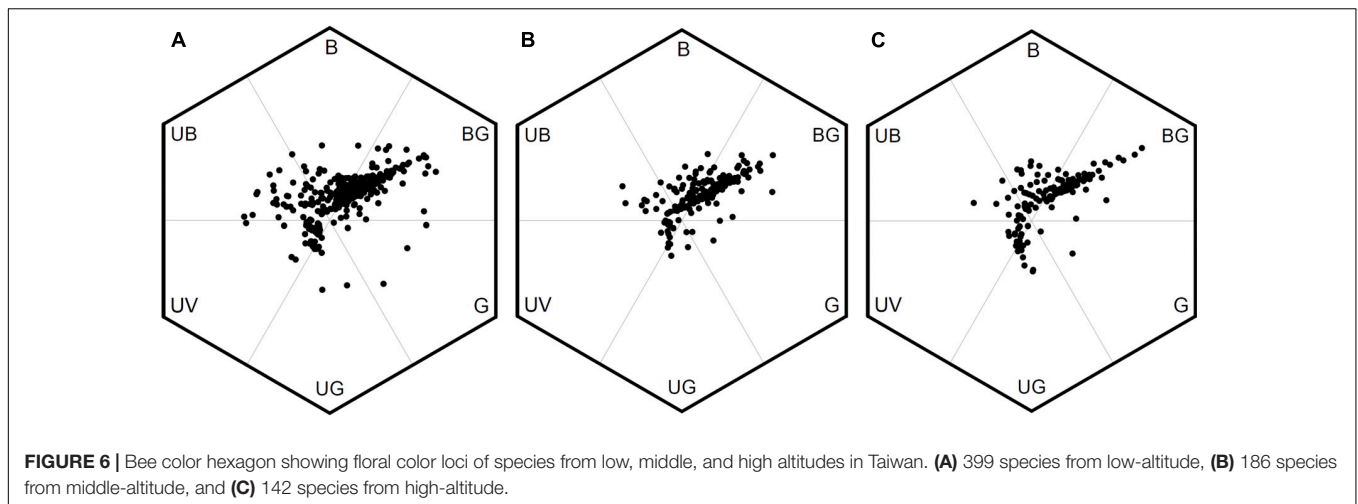 A
B
UB
BG
UV
G
UG
B
B
UB
BG
UV
G
UG
C
B
UB
BG
UV
G
UG
FIGURE 6 | Bee color hexagon showing floral color loci of species from low, middle, and high altitudes in Taiwan. (A) 399 species from low-altitude, (B) 186 species
from middle-altitude, and (C) 142 species from high-altitude.